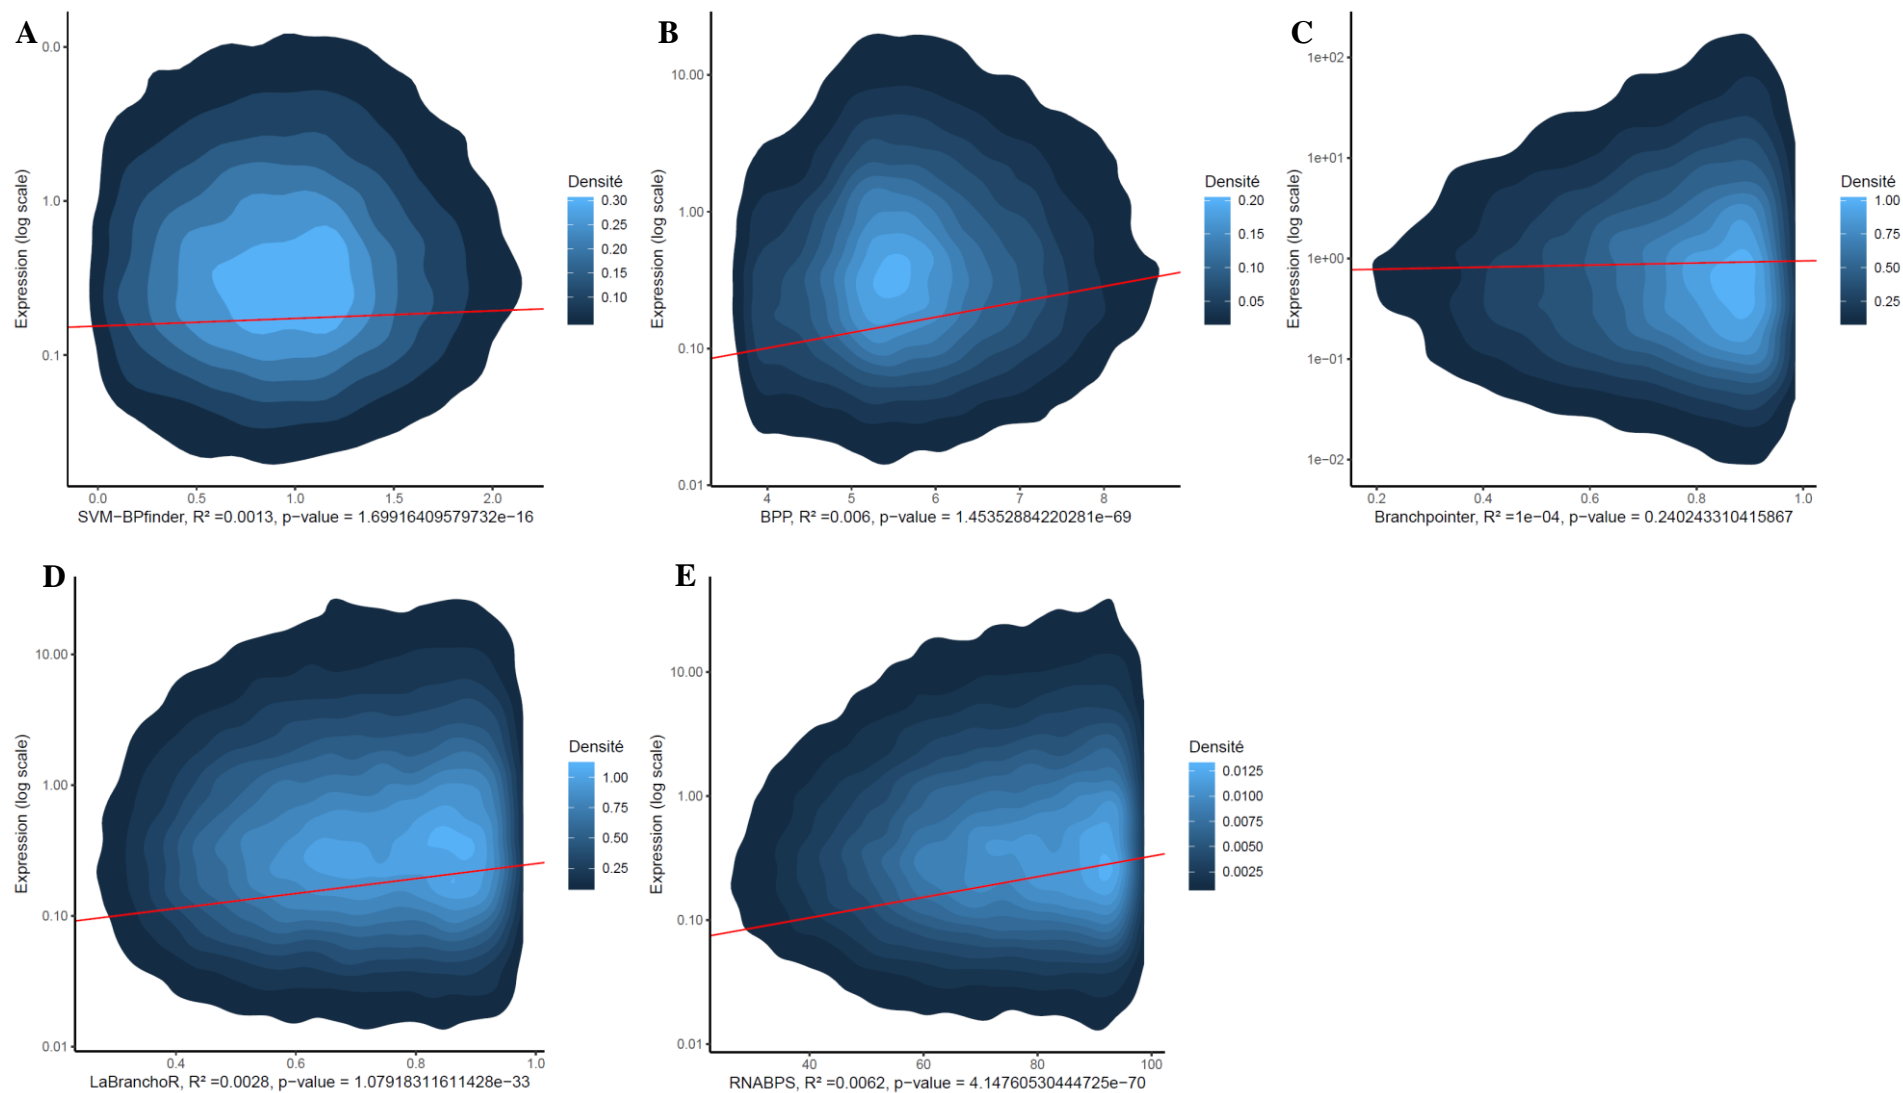 A
0.0
1.0
0.1
Expression (log scale)
0.0 0.5 1.0 1.5 2.0
SVM−BPfinder, R² =0.0013, p−value = 1.69916409579732e−16
Densité
0.30
0.25
0.20
0.15
0.10
B
10.00
1.00
0.10
0.01
Expression (log scale)
4 5 6 7 8
BPP, R² =0.006, p−value = 1.45352884220281e−69
Densité
0.20
0.15
0.10
0.05
C
1e+02
1e+01
1e+00
1e−01
1e−02
Expression (log scale)
0.2 0.4 0.6 0.8 1.0
Branchpointer, R² =1e−04, p−value = 0.240243310415867
Densité
1.00
0.75
0.50
0.25
D
10.00
1.00
0.10
0.01
Expression (log scale)
0.4 0.6 0.8 1.0
LaBranchoR, R² =0.0028, p−value = 1.07918311611428e−33
Densité
1.00
0.75
0.50
0.25
E
10.00
1.00
0.10
0.01
Expression (log scale)
40 60 80 100
RNABPS, R² =0.0062, p−value = 4.14760530444725e−70
Densité
0.0125
0.0100
0.0075
0.0050
0.0025